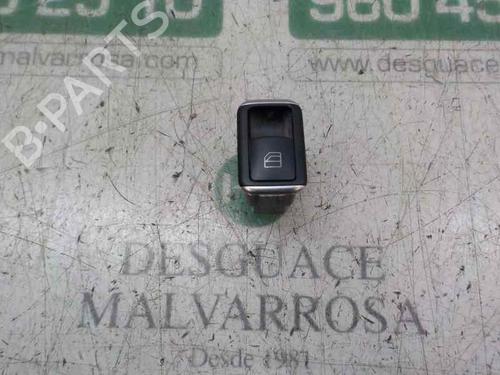 B-PARTS
malvarrosa.com
www.desguace
DESGUACE
MALVARROSA
Desde 1981